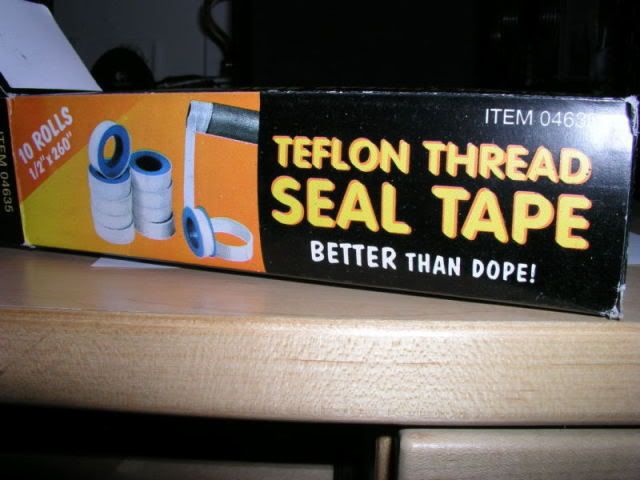 ITEM 04635
10 ROLLS
1/2" x 260"
ITEM 0463
TEFLON THREAD
SEAL TAPE
BETTER THAN DOPE!